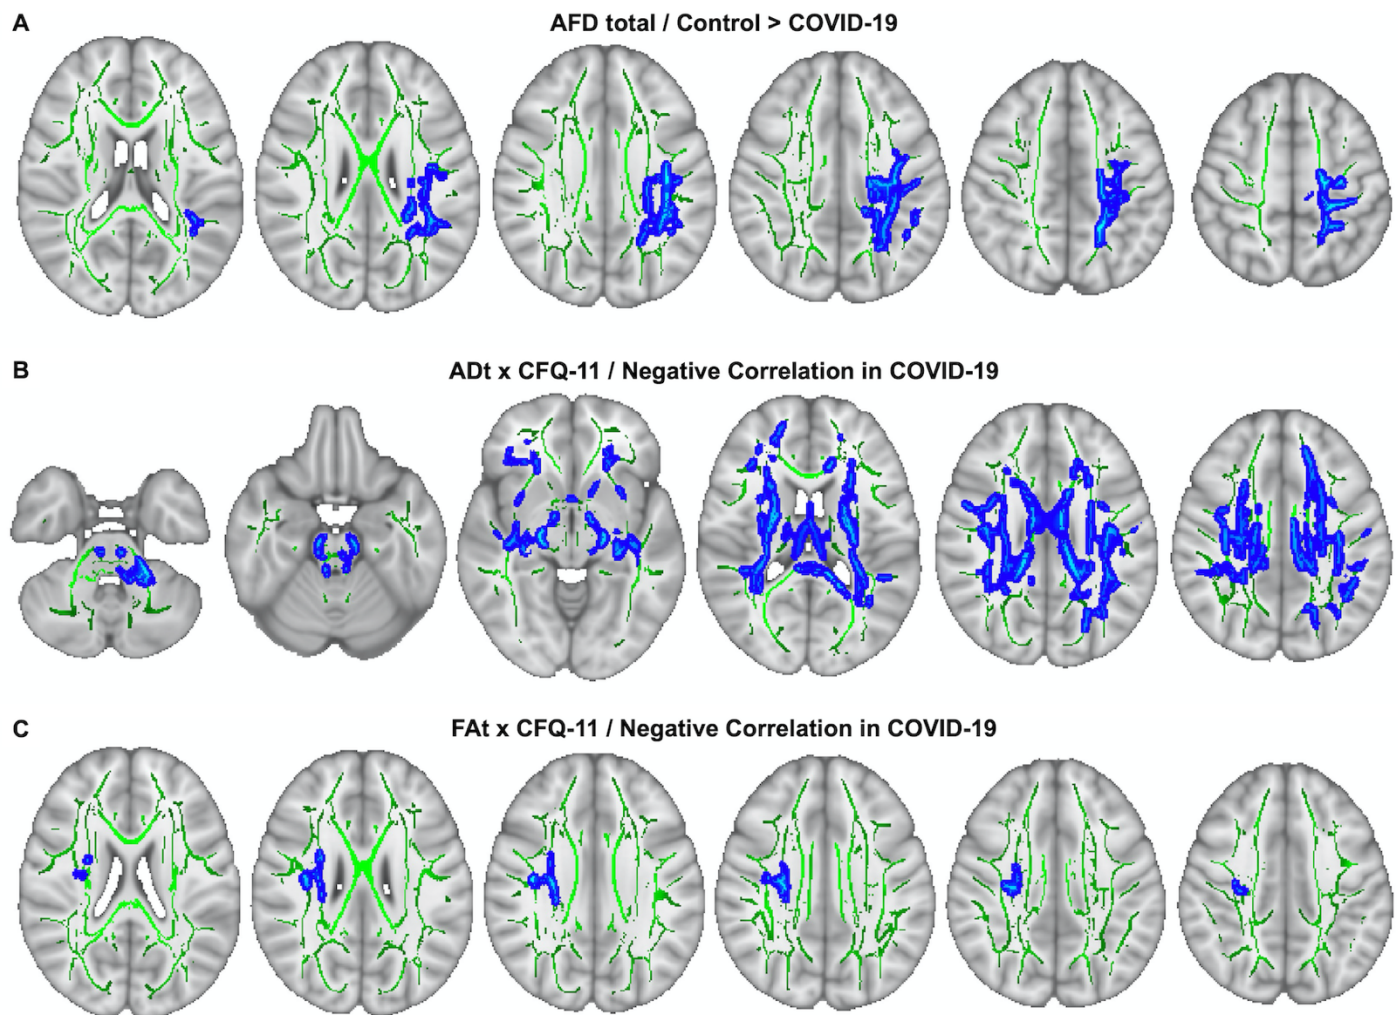 A
AFD total / Control > COVID-19
B
ADt x CFQ-11 / Negative Correlation in COVID-19
C
FAt x CFQ-11 / Negative Correlation in COVID-19